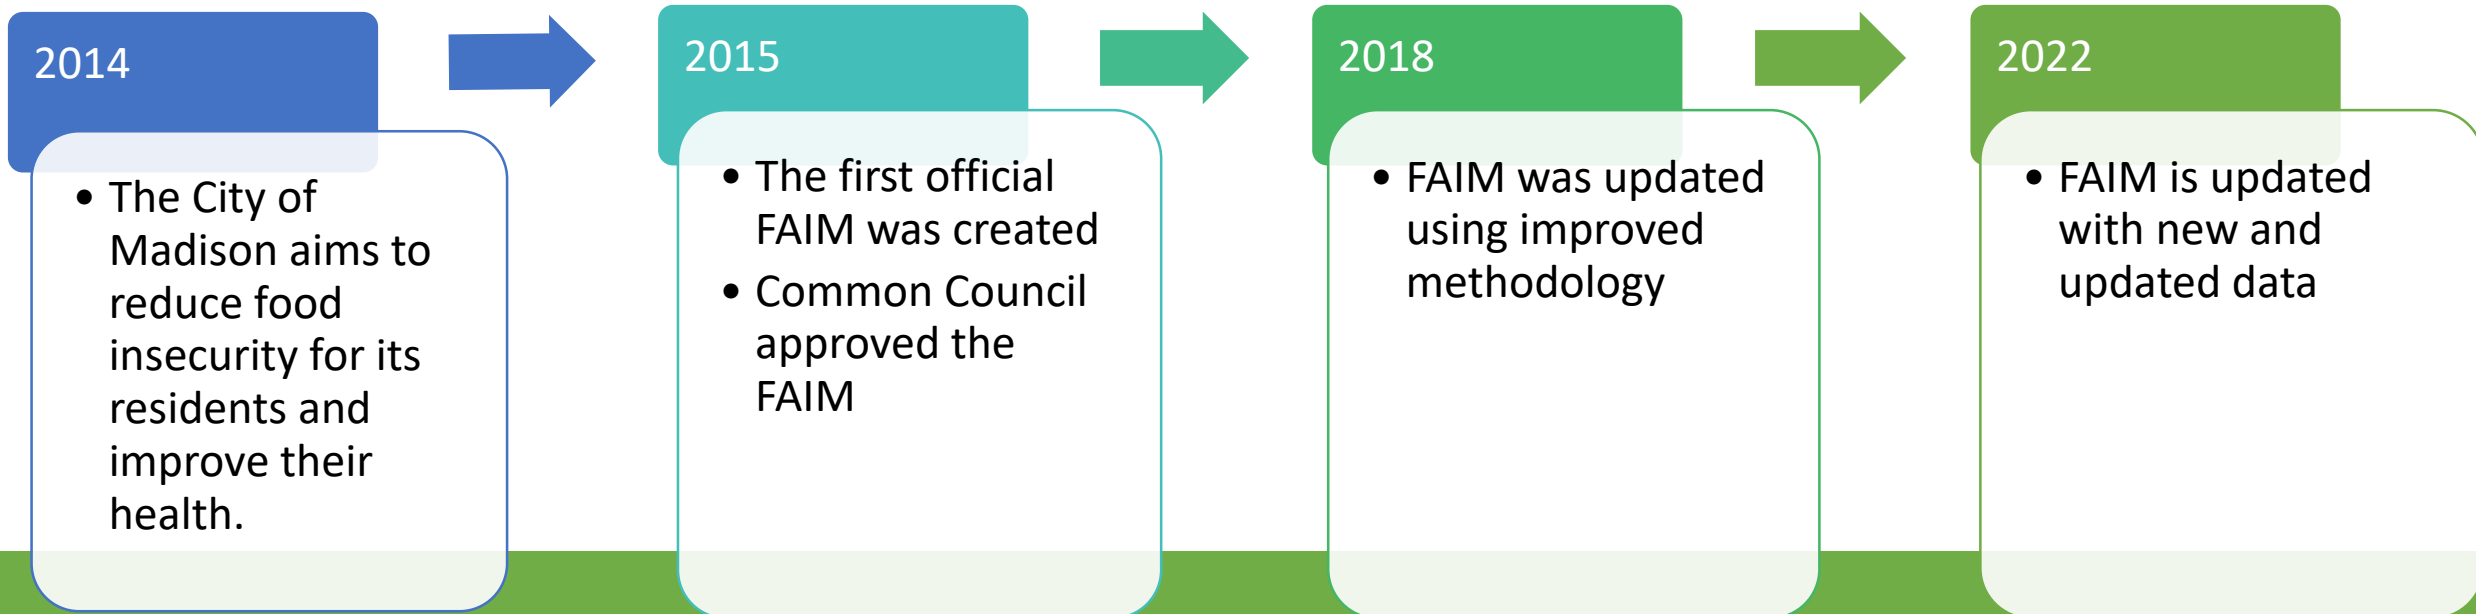 2014
• The City of
Madison aims to
reduce food
insecurity for its
residents and
improve their
health.
2015
• The first official
FAIM was created
• Common Council
approved the
FAIM
2018
• FAIM was updated
using improved
methodology
2022
• FAIM is updated
with new and
updated data